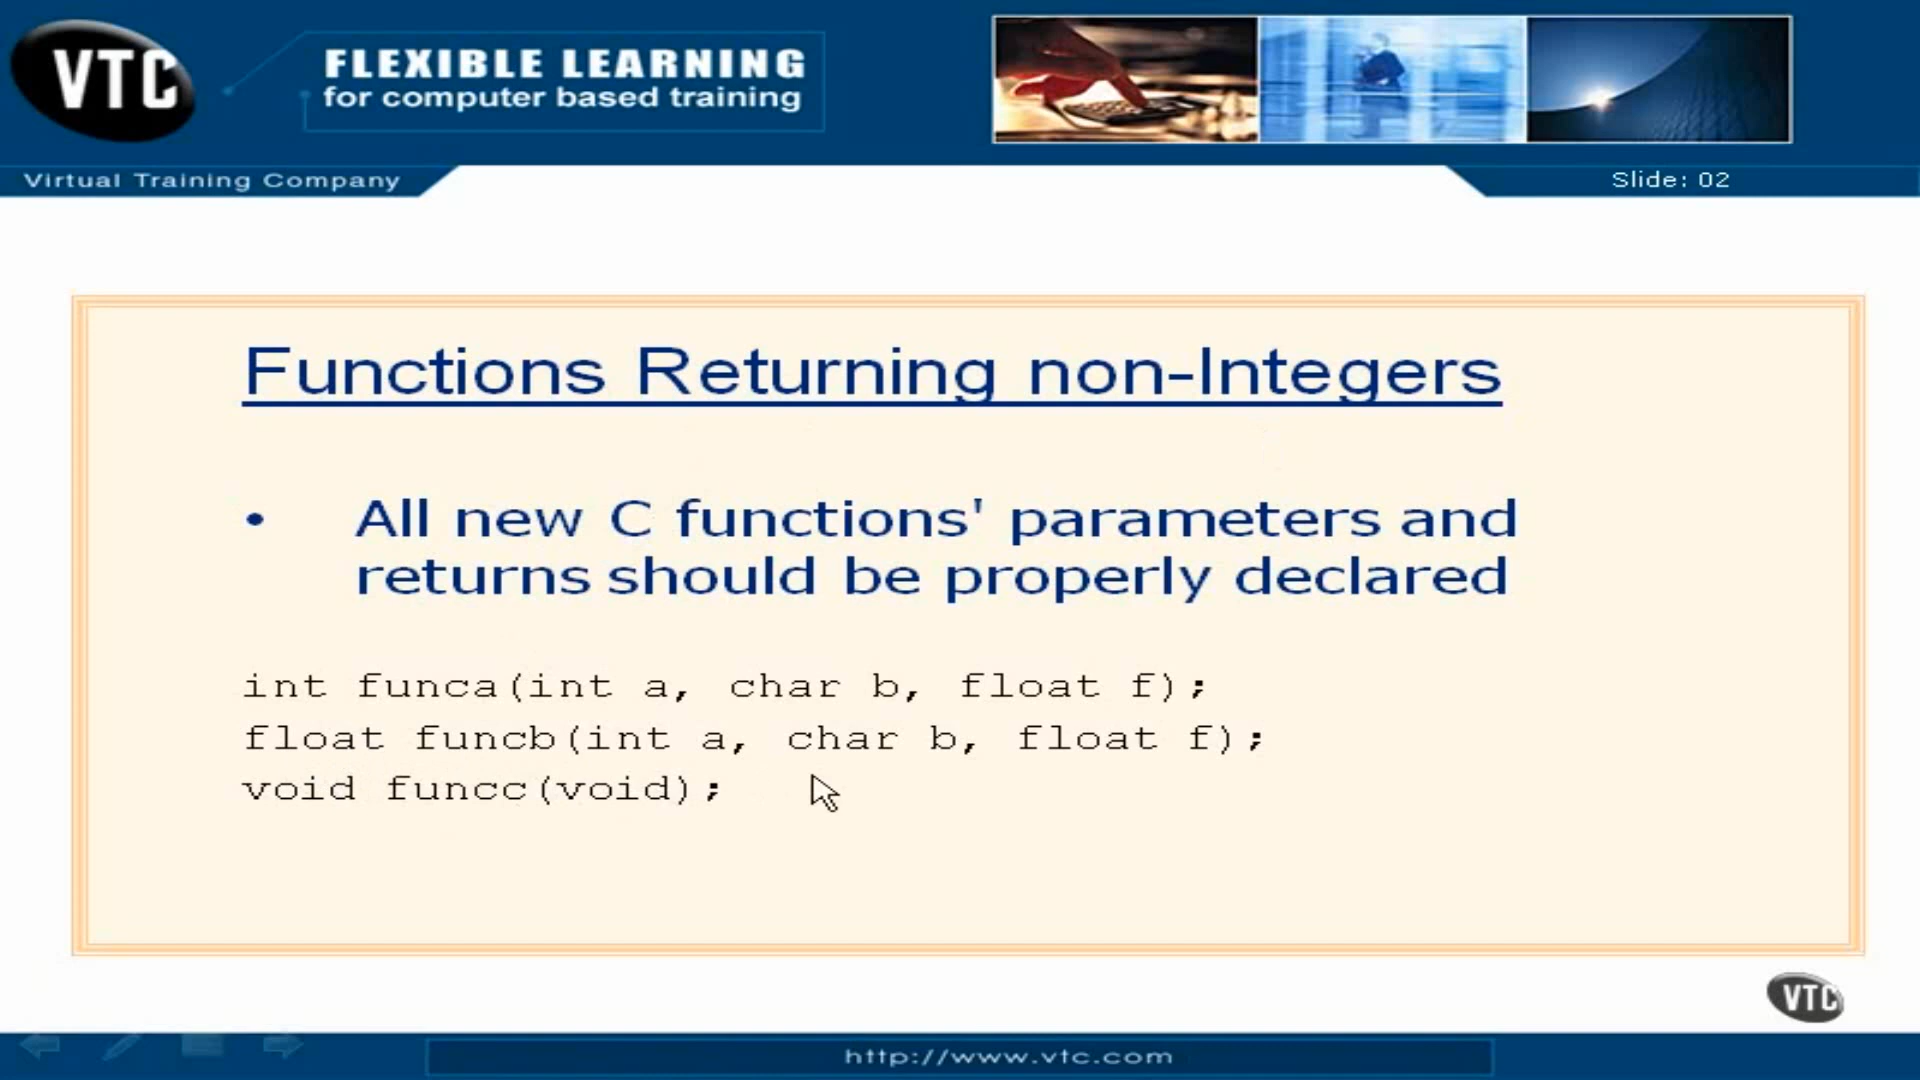 VTC
FLEXIBLE LEARNING
for computer based training
Virtual Training Company
Slide: 02
Functions Returning non-Integers
• All new C functions' parameters and
returns should be properly declared
int funca(int a, char b, float f);
float funcb(int a, char b, float f);
void funcc(void);
VTC
http://www.vtc.com